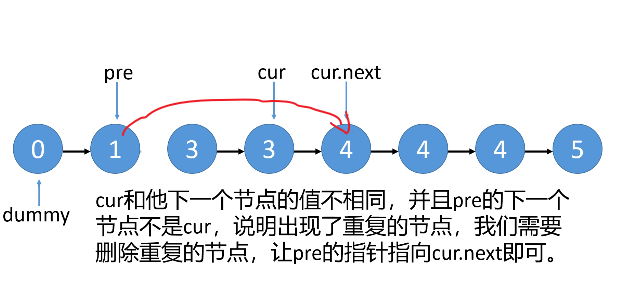 pre cur cur.next
0 1 3 3 4 4 4 5
dummy
cur和他下一个节点的值不相同，并且pre的下一个
节点不是cur，说明出现了重复的节点，我们需要
删除重复的节点，让pre的指针指向cur.next即可。